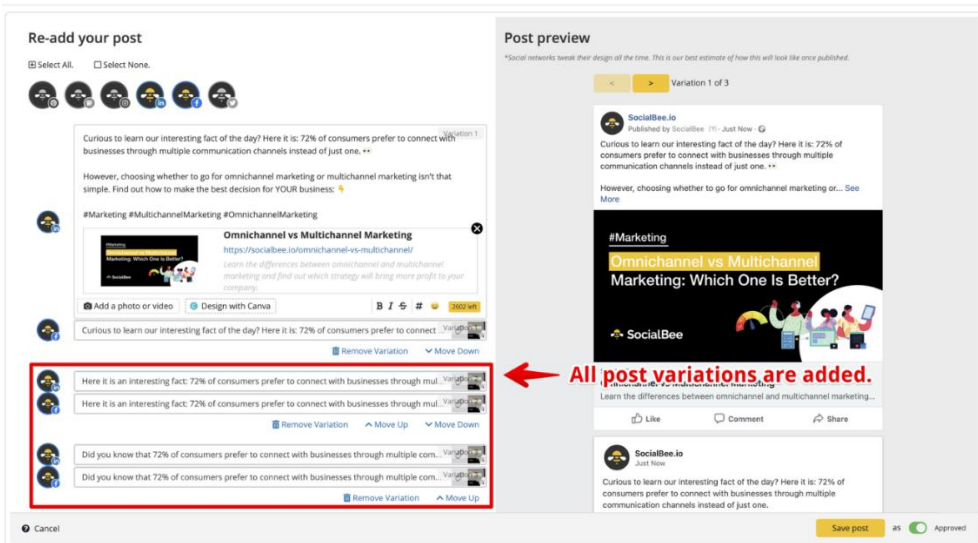 Re-add your post
Select All.
Select None.
Variation 1
Curious to learn our interesting fact of the day? Here it is: 72% of consumers prefer to connect with
businesses through multiple communication channels instead of just one. 👀
However, choosing whether to go for omnichannel marketing or multichannel marketing isn't that
simple. Find out how to make the best decision for YOUR business: 👇
#Marketing #MultichannelMarketing #OmnichannelMarketing
#Marketing
Omnichannel vs Multichannel
Marketing: Which One Is Better?
SocialBee
Omnichannel vs Multichannel Marketing
https://socialbee.io/omnichannel-vs-multichannel/
Learn the differences between omnichannel and multichannel
marketing and find out which strategy will bring more profit to your
company.
Add a photo or video
Design with Canva
B I S # 2602 left
Curious to learn our interesting fact of the day? Here it is: 72% of consumers prefer to connect ...
Remove Variation
Move Down
Here it is an interesting fact: 72% of consumers prefer to connect with businesses through mul...
Here it is an interesting fact: 72% of consumers prefer to connect with businesses through mul...
Remove Variation
Move Up
Move Down
Did you know that 72% of consumers prefer to connect with businesses through multiple com...
Did you know that 72% of consumers prefer to connect with businesses through multiple com...
Remove Variation
Move Up
Cancel
Post preview
*Social networks tweak their design all the time. This is our best estimate of how this will look like once published.
< > Variation 1 of 3
SocialBee.io
Published by SocialBee [?] · Just Now ·
Curious to learn our interesting fact of the day? Here it is: 72% of
consumers prefer to connect with businesses through multiple
communication channels instead of just one. 👀
However, choosing whether to go for omnichannel marketing or... See
More
#Marketing
Omnichannel vs Multichannel
Marketing: Which One Is Better?
SocialBee
All post variations are added.
Learn the differences between omnichannel and multichannel marketing...
Like
Comment
Share
SocialBee.io
Just Now
Curious to learn our interesting fact of the day? Here it is: 72% of
consumers prefer to connect with businesses through multiple
communication channels instead of just one.
Save post
as
Approved